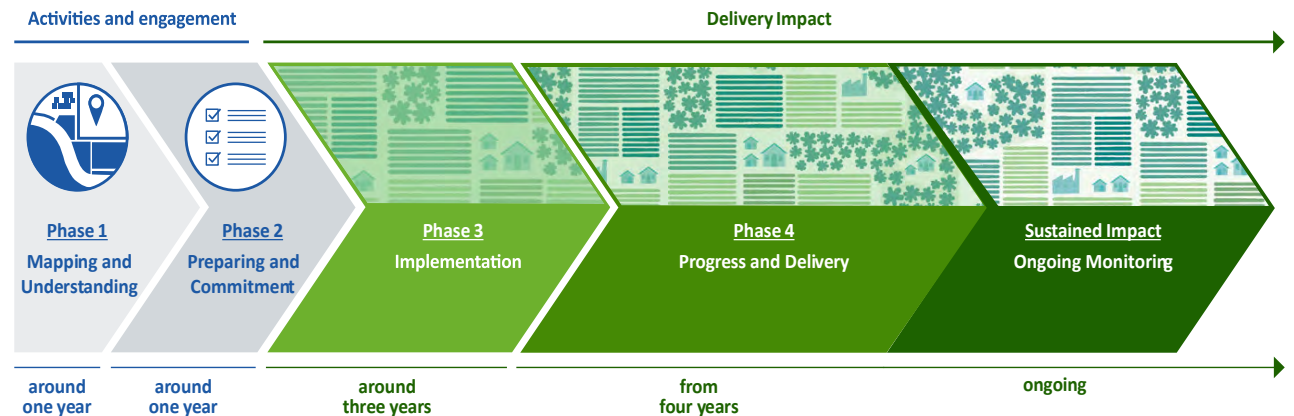 Activities and engagement
Delivery Impact
Phase 1
Mapping and
Understanding
Phase 2
Preparing and
Commitment
Phase 3
Implementation
Phase 4
Progress and Delivery
Sustained Impact
Ongoing Monitoring
around
one year
around
one year
around
three years
from
four years
ongoing